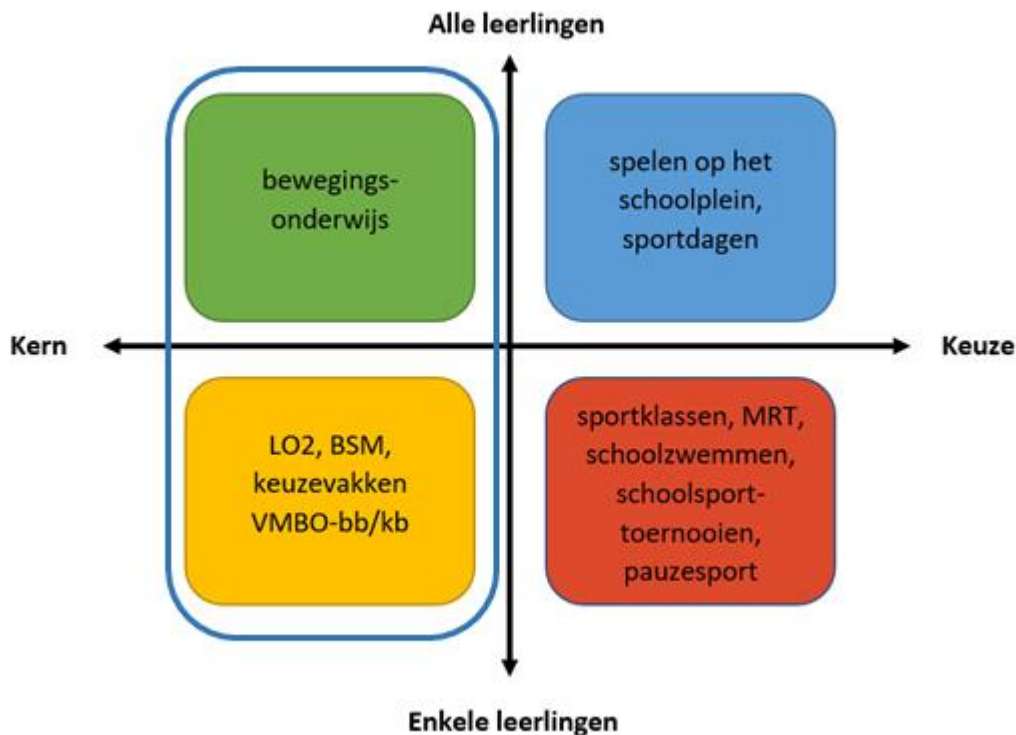 Alle leerlingen
bewegings-
onderwijs
spelen op het
schoolplein,
sportdagen
Kern
Keuze
LO2, BSM,
keuzevakken
VMBO-bb/kb
sportklassen, MRT,
schoolzwemmen,
schoolsport-
toernooien,
pauzesport
Enkele leerlingen